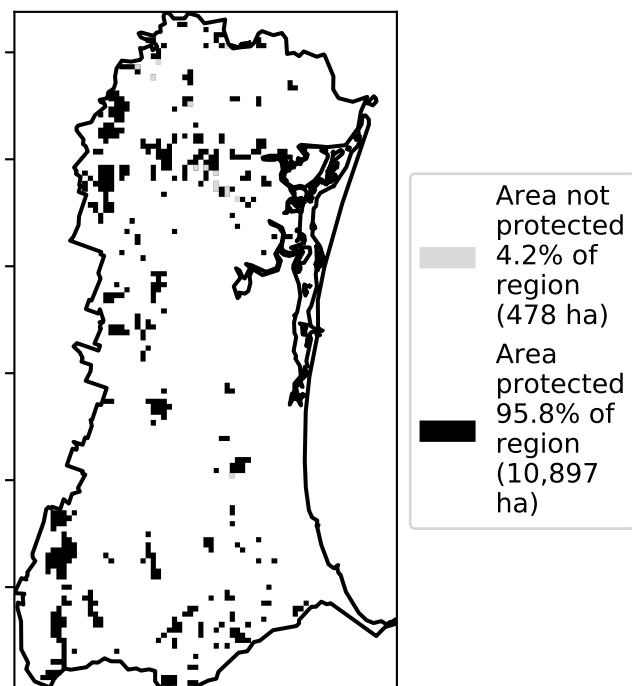 Area not
protected
4.2% of
region
(478 ha)
Area
protected
95.8% of
region
(10,897
ha)